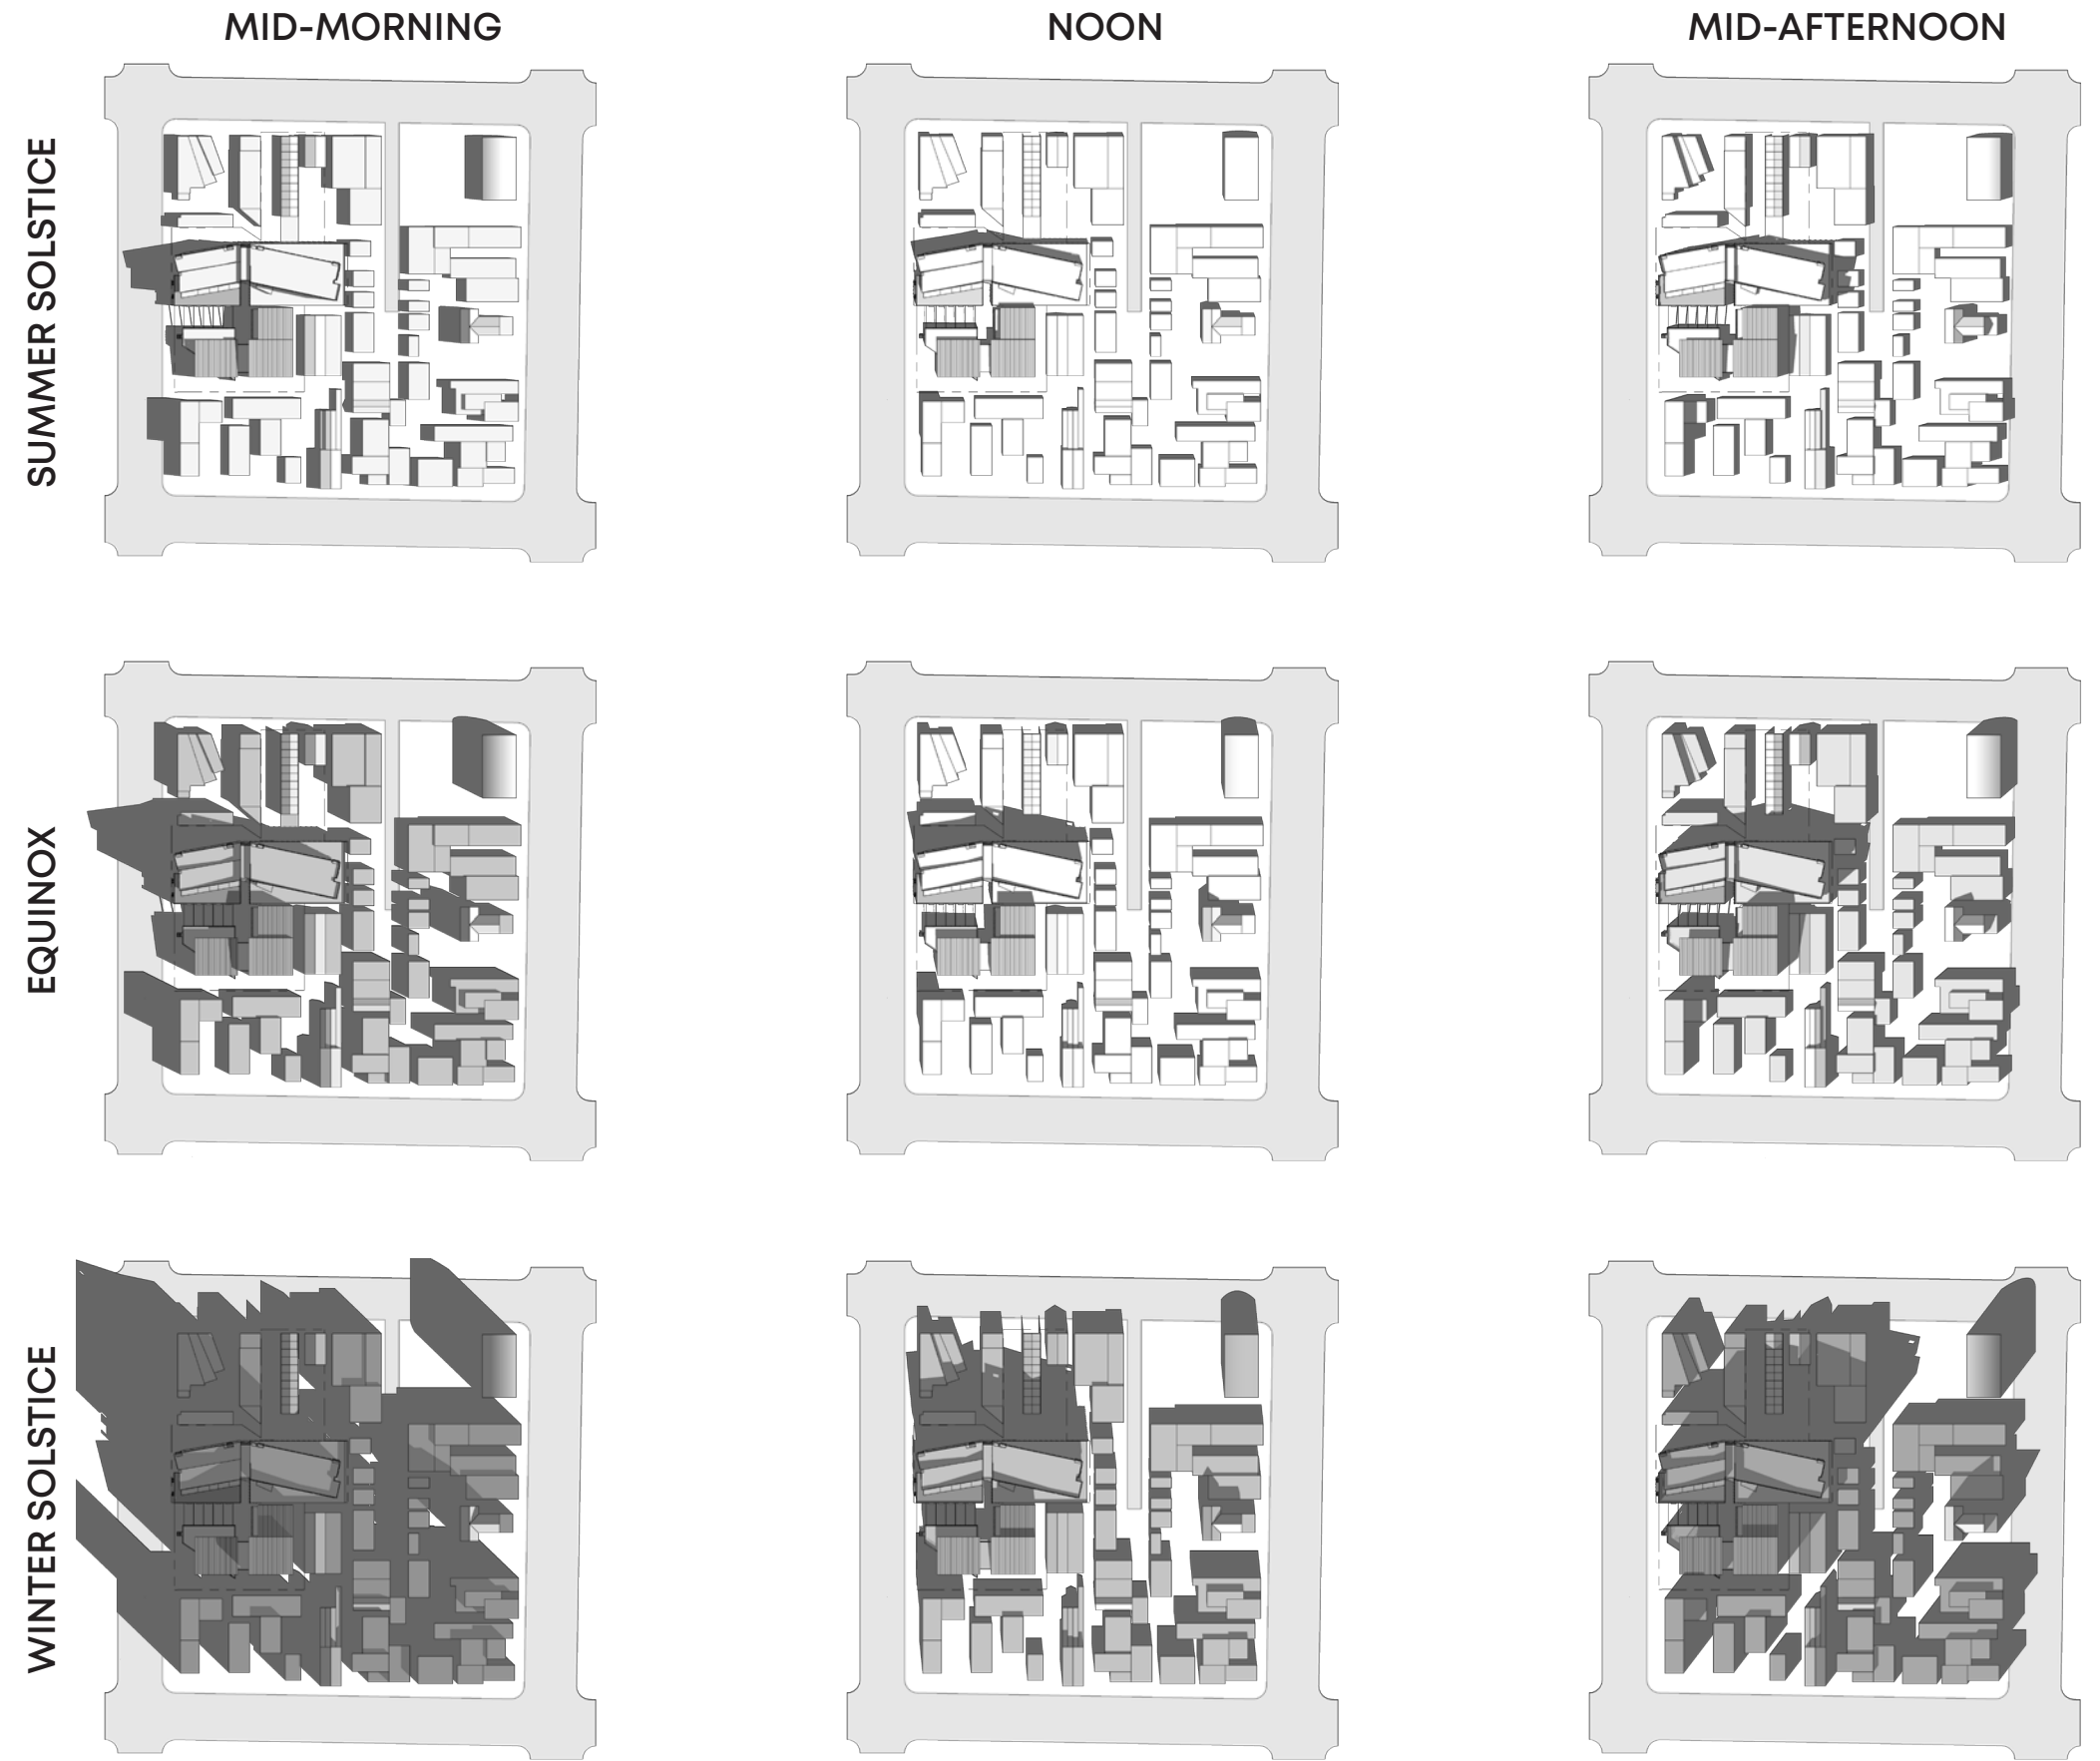 MID-MORNING
NOON
MID-AFTERNOON
SUMMER SOLSTICE
EQUINOX
WINTER SOLSTICE